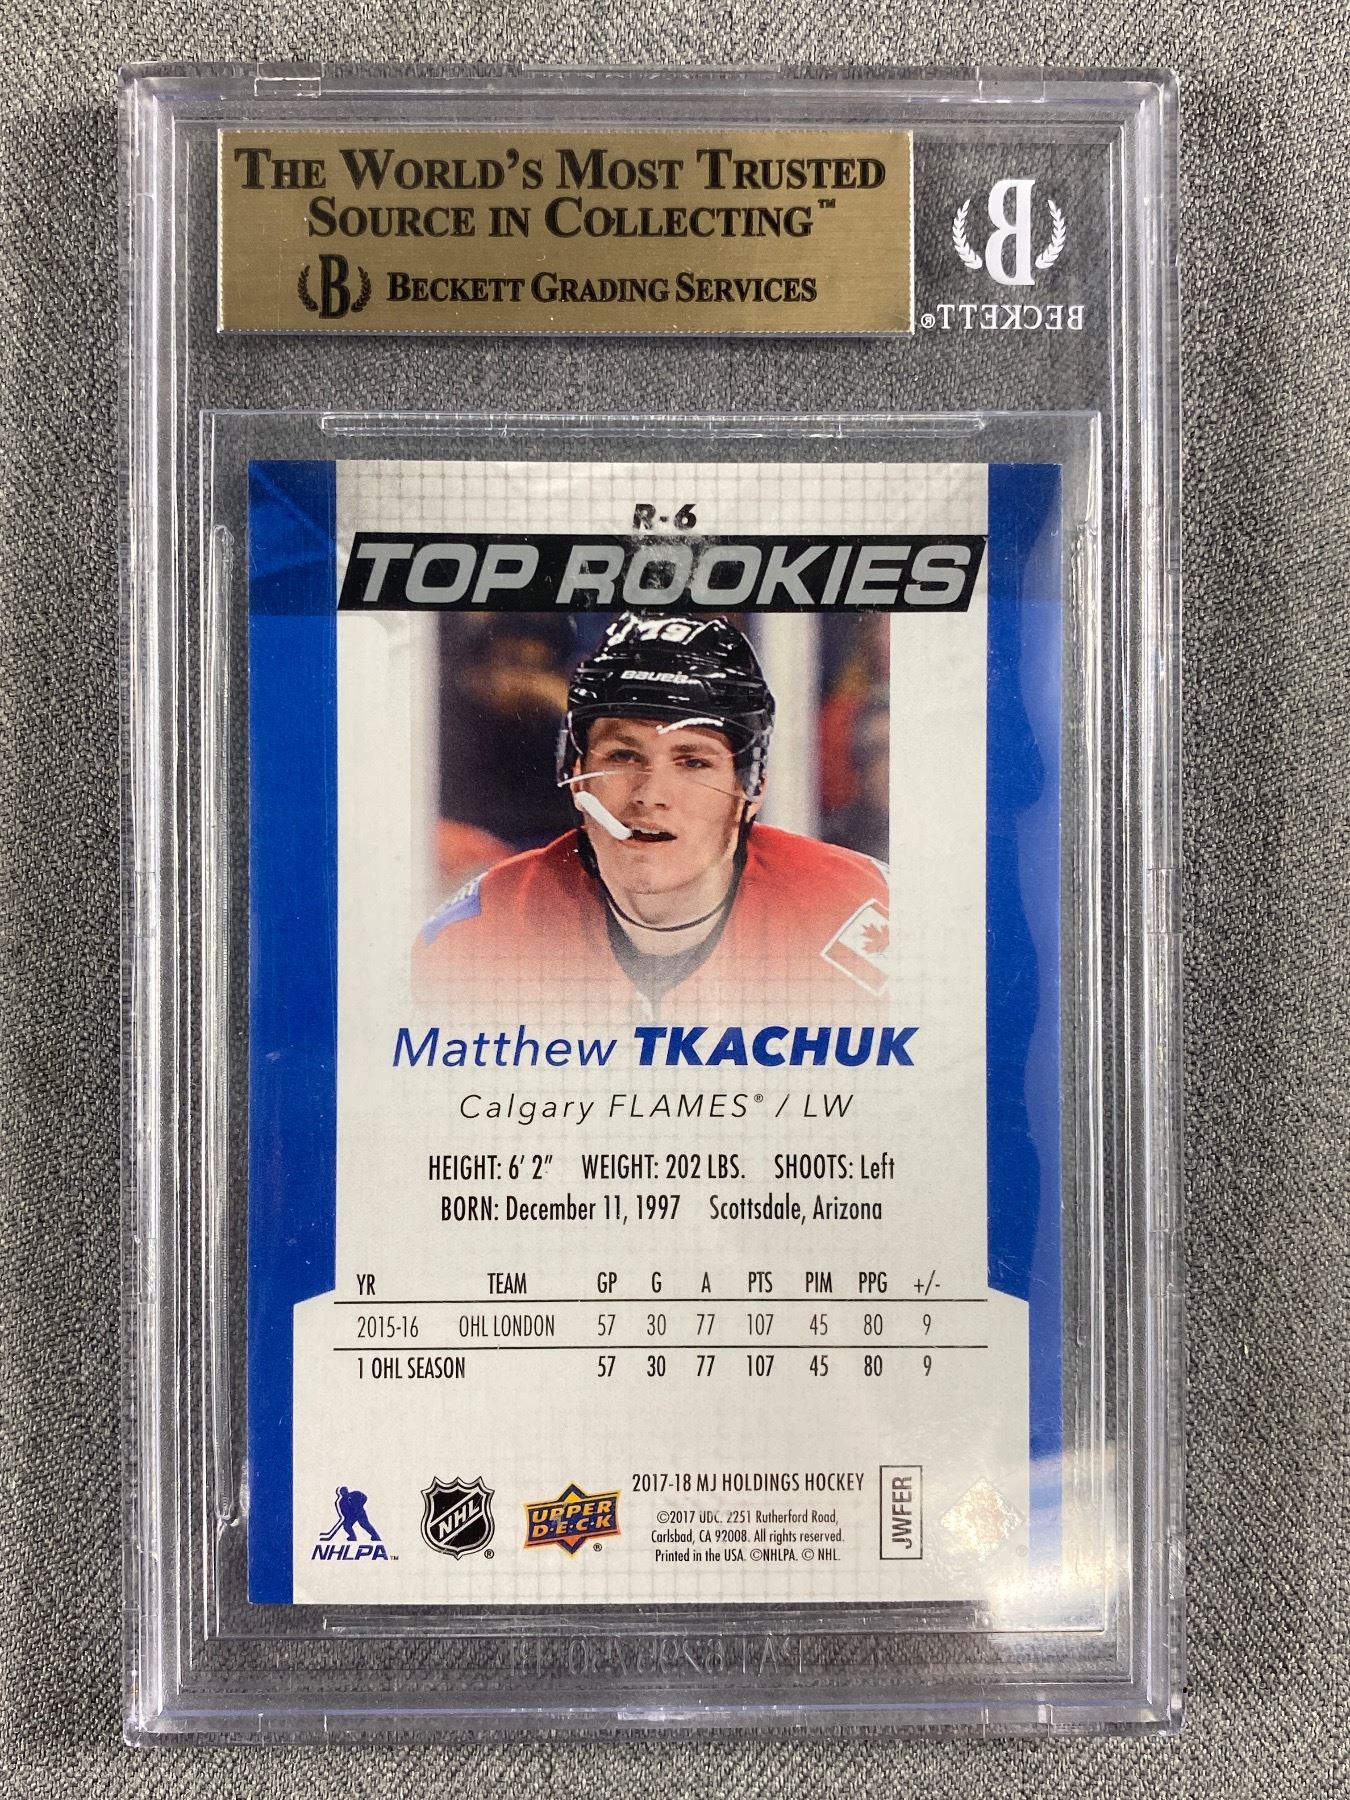 THE WORLD'S MOST TRUSTED
SOURCE IN COLLECTING™
B BECKETT GRADING SERVICES
B
BECKETT®
R-6
TOP ROOKIES
19
BAUER
Matthew TKACHUK
Calgary FLAMES® / LW
HEIGHT: 6' 2" WEIGHT: 202 LBS. SHOOTS: Left
BORN: December 11, 1997 Scottsdale, Arizona
YR TEAM GP G A PTS PIM PPG +/-
2015-16 OHL LONDON 57 30 77 107 45 80 9
1 OHL SEASON 57 30 77 107 45 80 9
2017-18 MJ HOLDINGS HOCKEY
©2017 UDC. 2251 Rutherford Road,
Carlsbad, CA 92008. All rights reserved.
Printed in the USA. ©NHLPA. © NHL.
NHLPA™
NHL®
UPPER
DECK®
JWFER